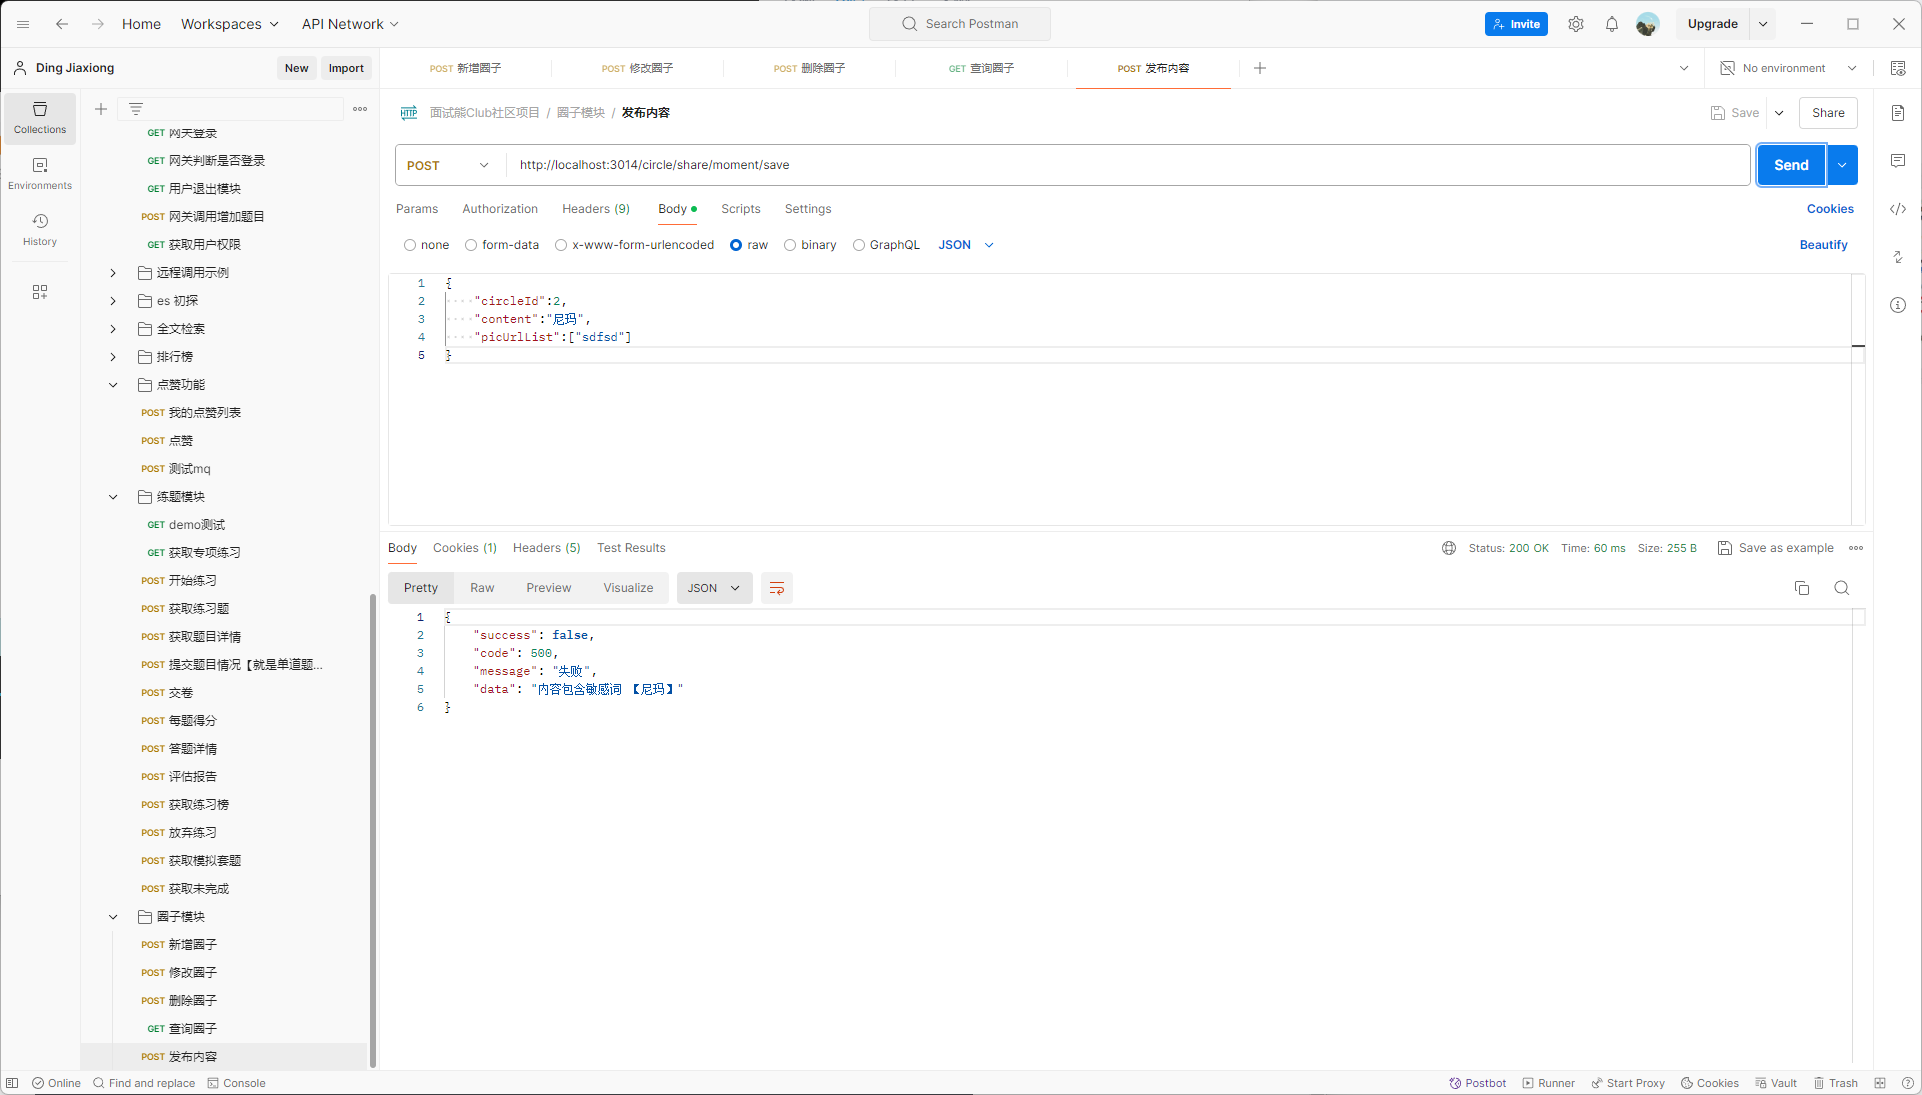 Home Workspaces API Network Search Postman Invite Upgrade
Ding Jiaxiong New Import POST 新增圈子 POST 修改圈子 POST 删除圈子 GET 查询圈子 POST 发布内容 No environment
Collections
Environments
History
GET 网关登录
GET 网关判断是否登录
GET 用户退出模块
POST 网关调用增加题目
GET 获取用户权限
远程调用示例
es 初探
全文检索
排行榜
点赞功能
POST 我的点赞列表
POST 点赞
POST 测试mq
练题模块
GET demo测试
GET 获取专项练习
POST 开始练习
POST 获取练习题
POST 获取题目详情
POST 提交题目情况【就是单道题...
POST 交卷
POST 每题得分
POST 答题详情
POST 评估报告
POST 获取练习榜
POST 放弃练习
POST 获取模拟套题
POST 获取未完成
圈子模块
POST 新增圈子
POST 修改圈子
POST 删除圈子
GET 查询圈子
POST 发布内容
HTTP 面试熊Club社区项目 / 圈子模块 / 发布内容 Save Share
POST http://localhost:3014/circle/share/moment/save Send
Params Authorization Headers (9) Body Scripts Settings Cookies
none form-data x-www-form-urlencoded raw binary GraphQL JSON Beautify
1 {
2 "circleId":2,
3 "content":"尼玛",
4 "picUrlList":["sdfsd"]
5 }
Body Cookies (1) Headers (5) Test Results Status: 200 OK Time: 60 ms Size: 255 B Save as example
Pretty Raw Preview Visualize JSON
1 {
2 "success": false,
3 "code": 500,
4 "message": "失败",
5 "data": "内容包含敏感词 【尼玛】"
6 }
Online Find and replace Console Postbot Runner Start Proxy Cookies Vault Trash